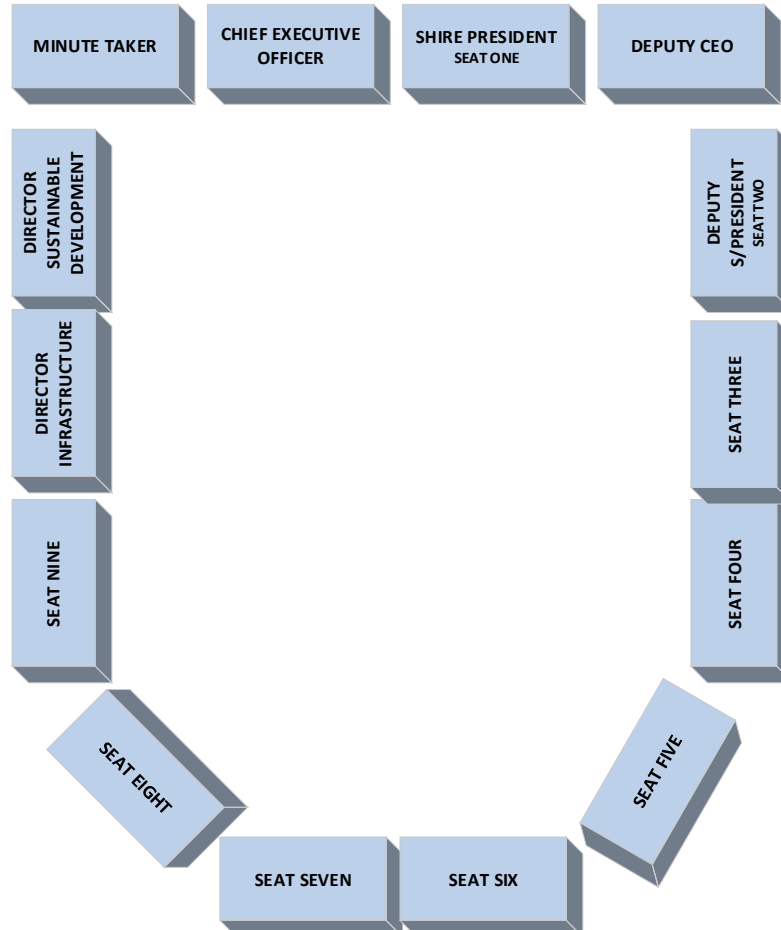 MINUTE TAKER
CHIEF EXECUTIVE
OFFICER
SHIRE PRESIDENT
SEAT ONE
DEPUTY CEO
DIRECTOR
SUSTAINABLE
DEVELOPMENT
DEPUTY
S/PRESIDENT
SEAT TWO
DIRECTOR
INFRASTRUCTURE
SEAT THREE
SEAT NINE
SEAT FOUR
SEAT EIGHT
SEAT FIVE
SEAT SEVEN
SEAT SIX